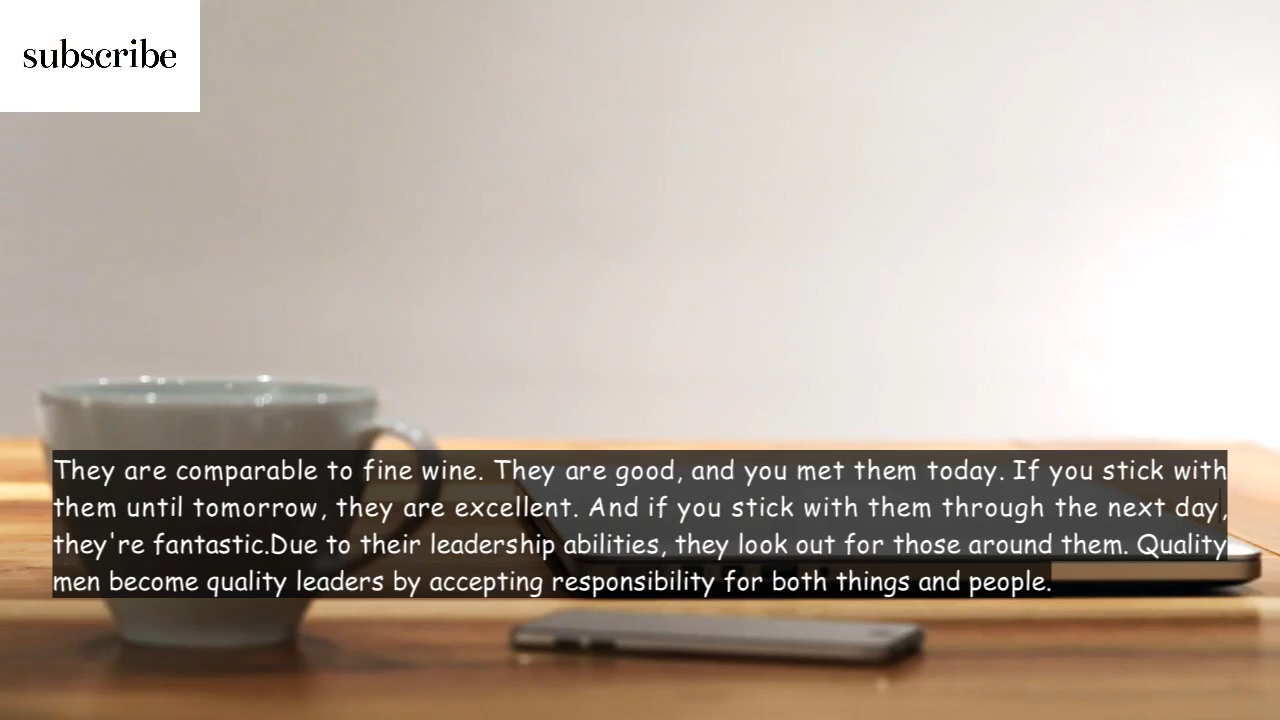 subscribe
They are comparable to fine wine. They are good, and you met them today. If you stick with
them until tomorrow, they are excellent. And if you stick with them through the next day,
they're fantastic.Due to their leadership abilities, they look out for those around them. Quality
men become quality leaders by accepting responsibility for both things and people.